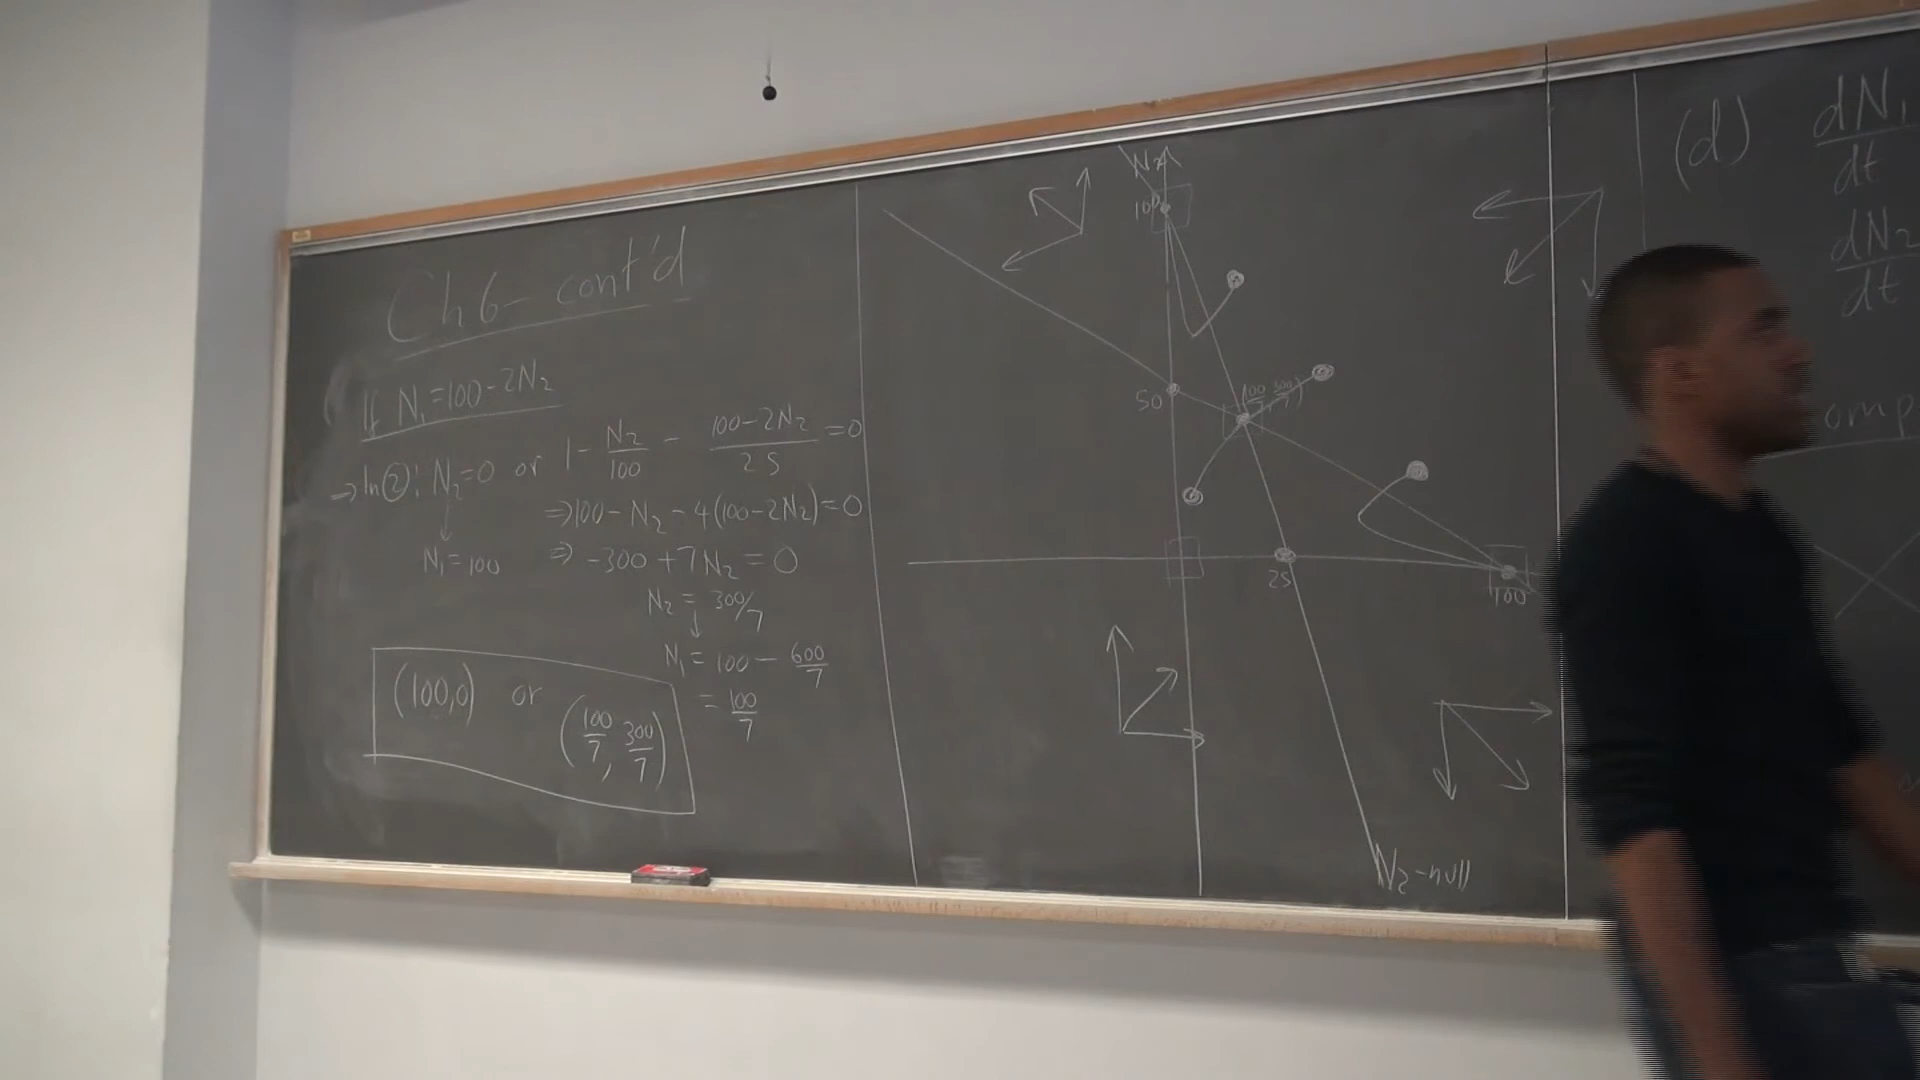 Ch 6 - cont'd
If N₁=100-2N₂
⇒ In ②: N₂=0 or 1 - N₂/100 - (100-2N₂)/25 =0
⇒100-N₂-4(100-2N₂)=0
N₁=100 ⇒ -300+7N₂=0
N₂ = 300/7
N₁ = 100 - 600/7
= 100/7
(100,0) or (100/7, 300/7)
N₂
100
50
(100/7, 300/7)
25
100
N₂-null
(d) dN₁/dt
dN₂/dt
omp